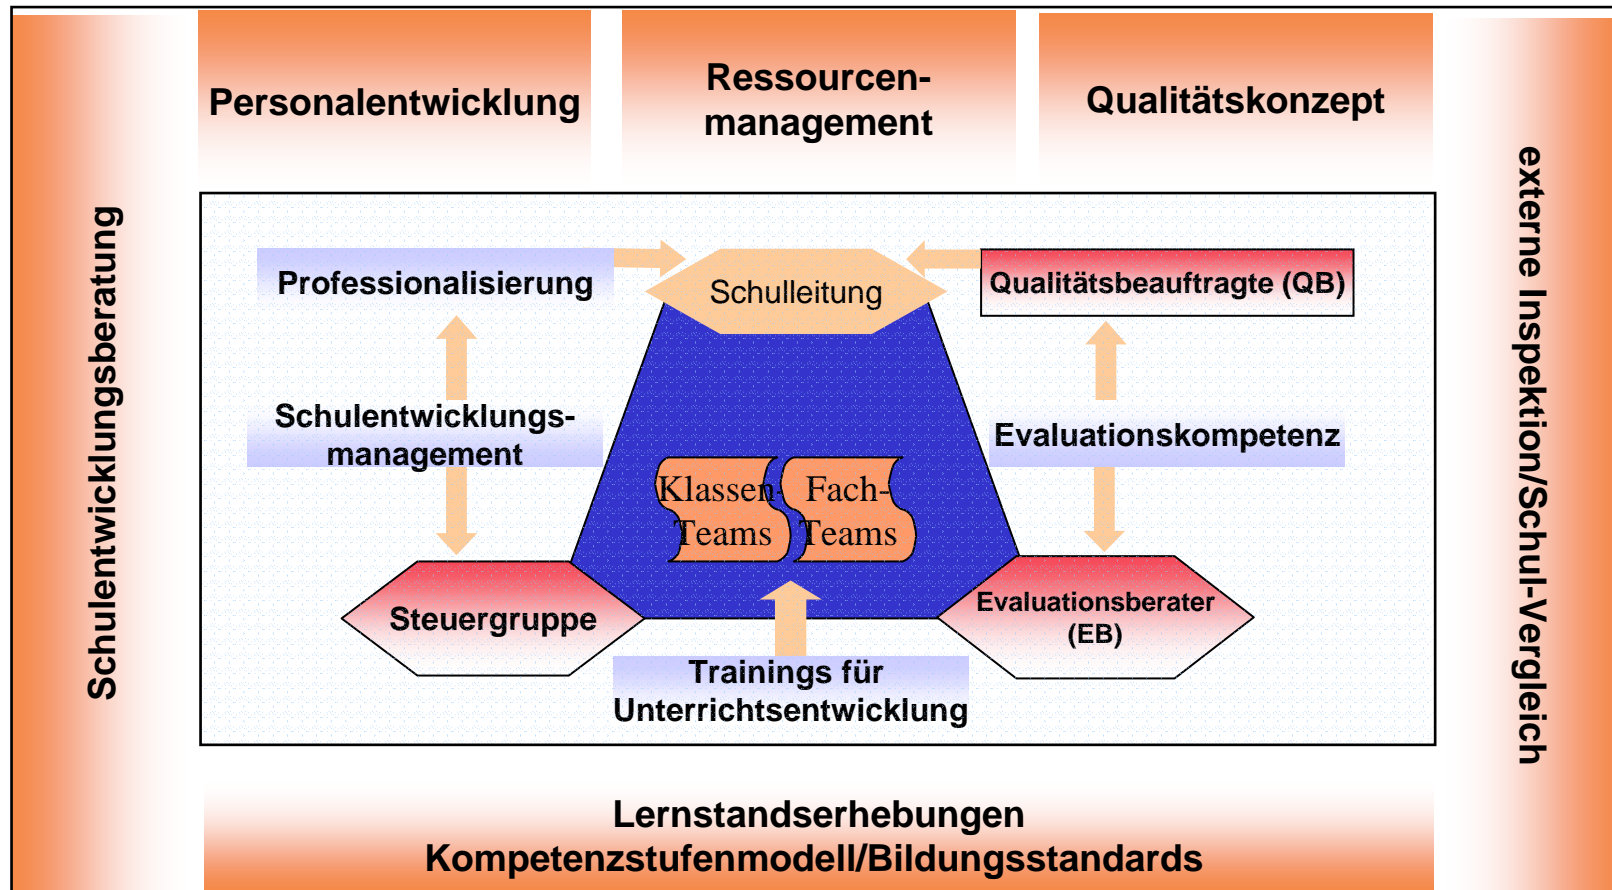 Personalentwicklung
Ressourcen-
management
Qualitätskonzept
Schulentwicklungsberatung
externe Inspektion/Schul-Vergleich
Professionalisierung
Schulleitung
Qualitätsbeauftragte (QB)
Schulentwicklungs-
management
Evaluationskompetenz
Klassen-
Teams
Fach-
Teams
Steuergruppe
Evaluationsberater
(EB)
Trainings für
Unterrichtsentwicklung
Lernstandserhebungen
Kompetenzstufenmodell/Bildungsstandards